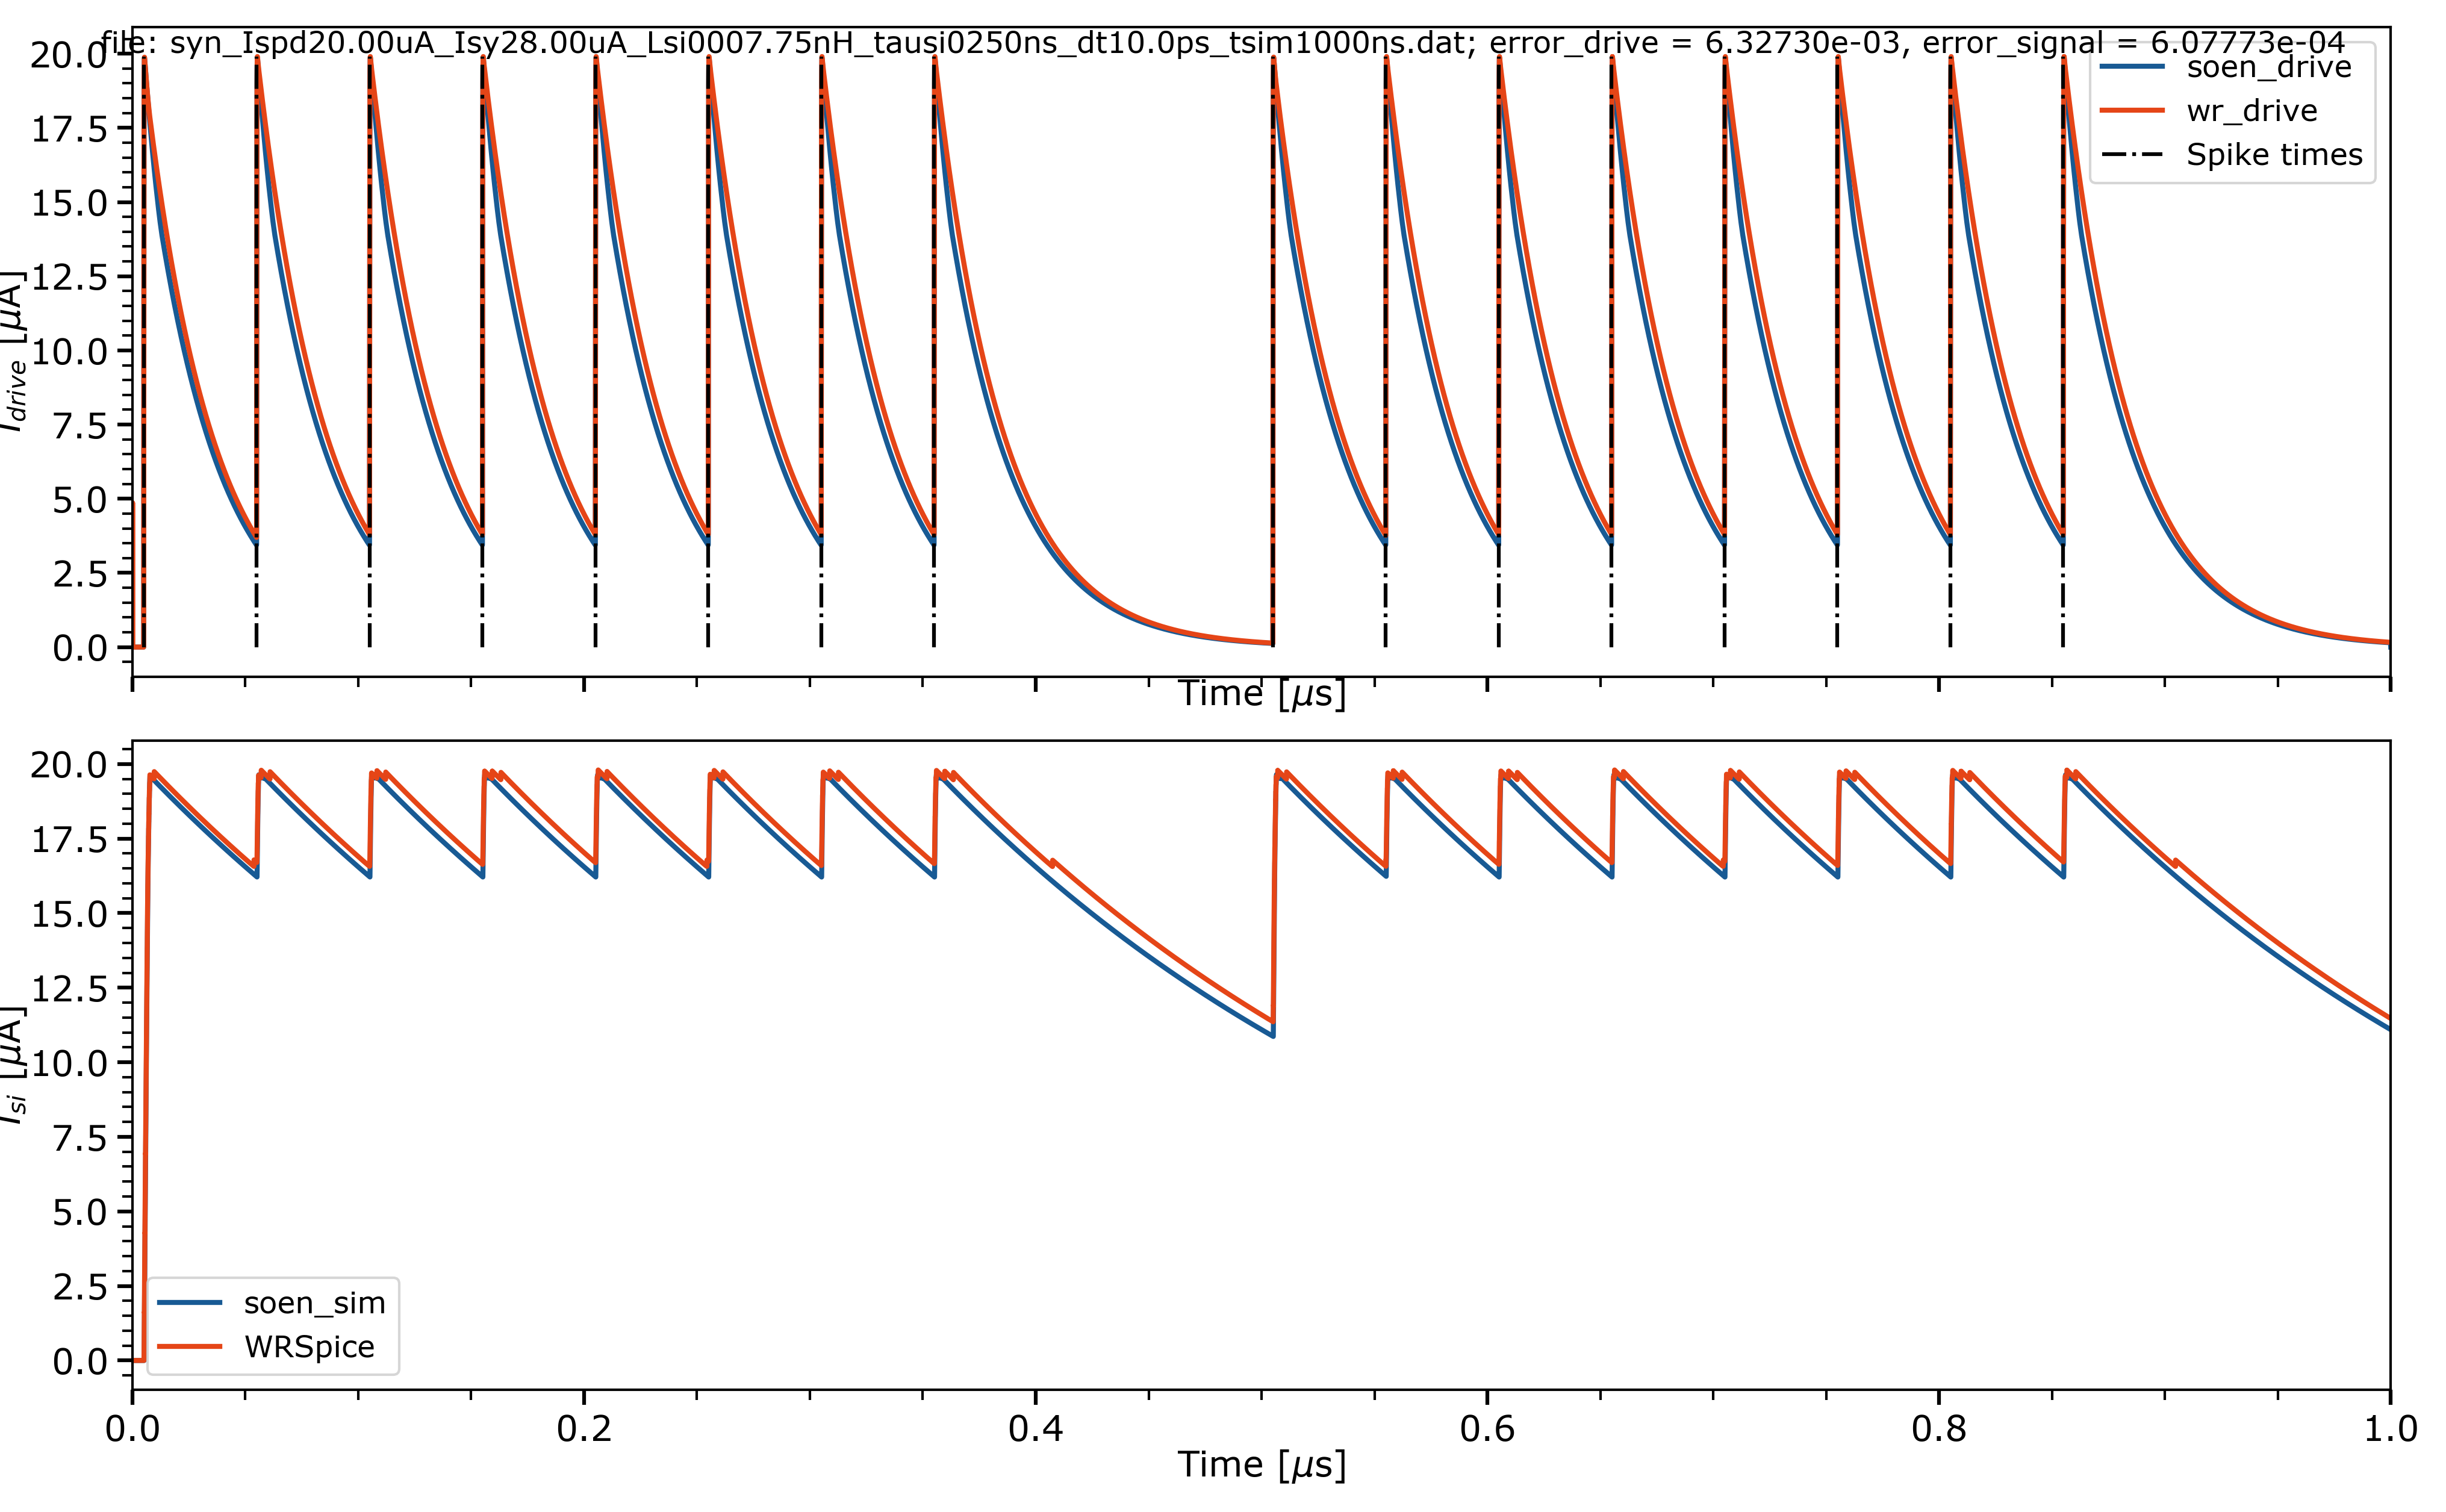 file: syn_Ispd20.00uA_Isy28.00uA_Lsi0007.75nH_tausi0250ns_dt10.0ps_tsim1000ns.dat; error_drive = 6.32730e-03, error_signal = 6.07773e-04
soen_drive
wr_drive
Spike times
20.0
17.5
15.0
12.5
10.0
7.5
5.0
2.5
0.0
I_drive [μA]
Time [μs]
20.0
17.5
15.0
12.5
10.0
7.5
5.0
2.5
0.0
I_si [μA]
soen_sim
WRSpice
0.0 0.2 0.4 0.6 0.8 1.0
Time [μs]